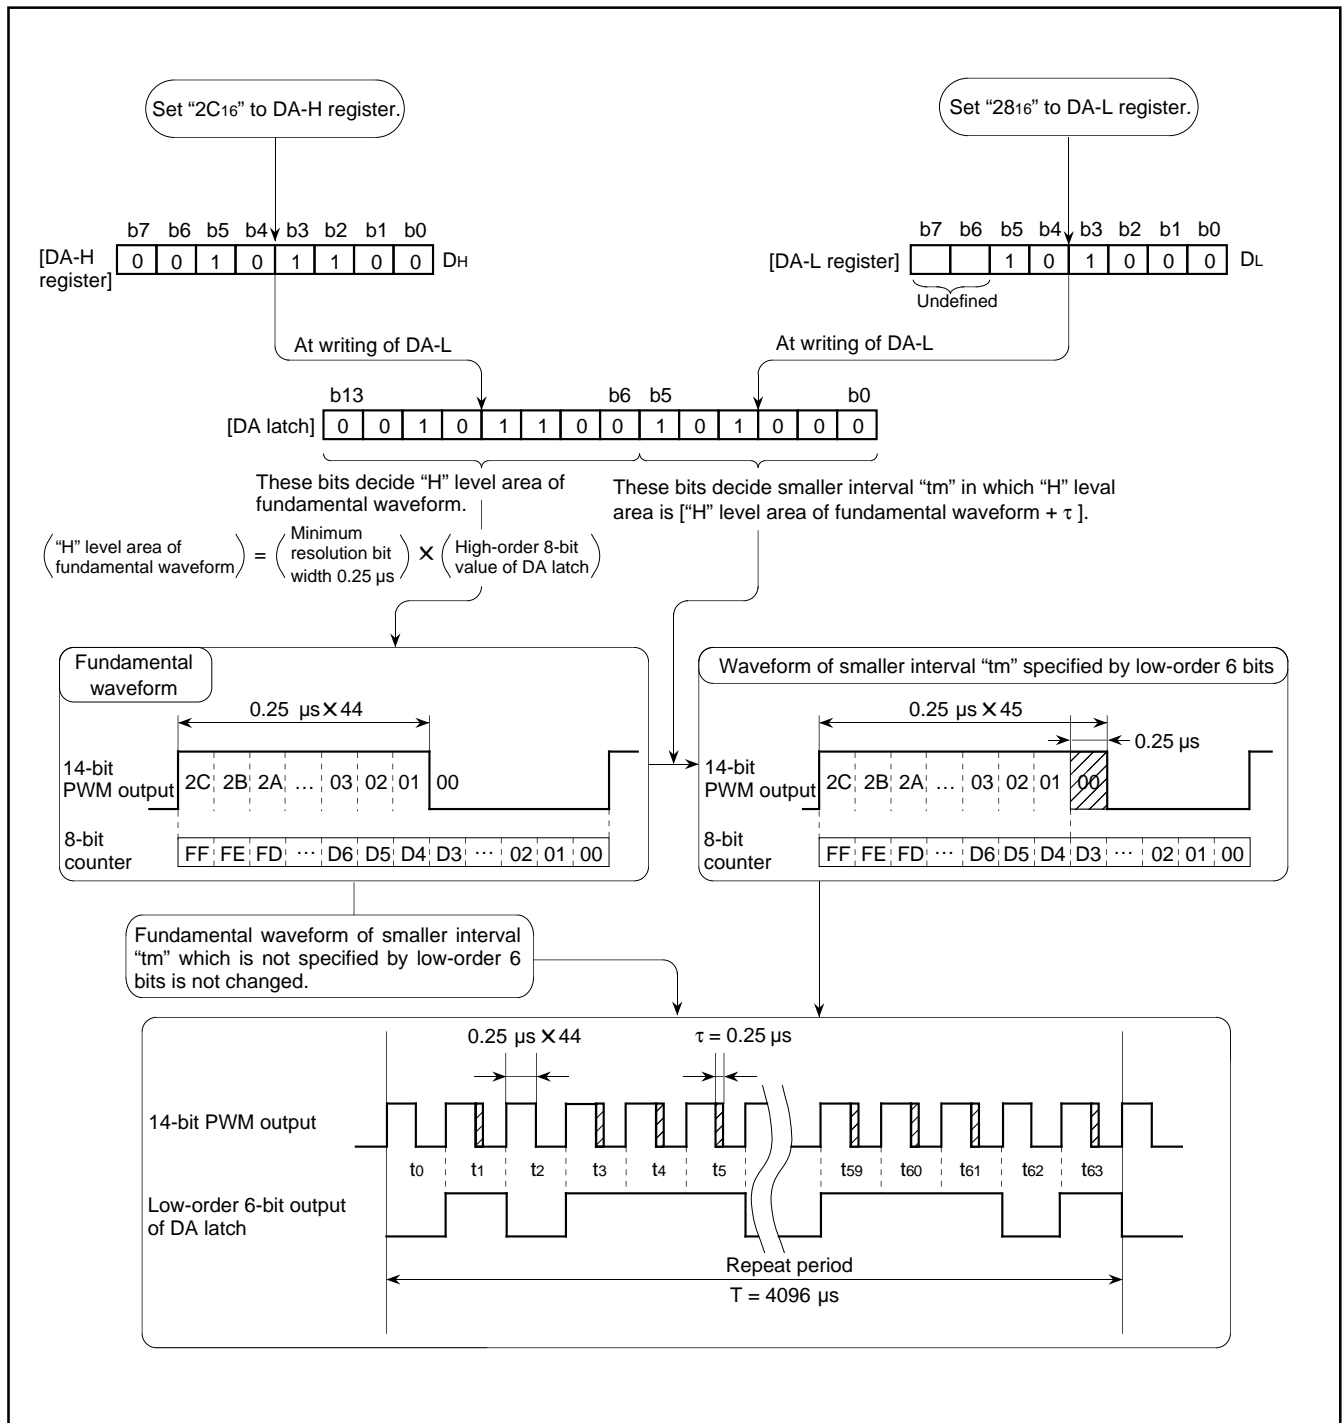 Set “2C16” to DA-H register.
Set “2816” to DA-L register.
b7 b6 b5 b4 b3 b2 b1 b0
[DA-H register] 0 0 1 0 1 1 0 0 DH
b7 b6 b5 b4 b3 b2 b1 b0
[DA-L register] 1 0 1 0 0 0 DL
Undefined
At writing of DA-L
At writing of DA-L
b13 b6 b5 b0
[DA latch] 0 0 1 0 1 1 0 0 1 0 1 0 0 0
These bits decide “H” level area of
fundamental waveform.
These bits decide smaller interval “tm” in which “H” leval
area is [“H” level area of fundamental waveform + τ ].
(“H” level area of
fundamental waveform) = (Minimum
resolution bit
width 0.25 µs) × (High-order 8-bit
value of DA latch)
Fundamental
waveform
0.25 µs×44
14-bit
PWM output
2C 2B 2A … 03 02 01 00
8-bit
counter
FF FE FD … D6 D5 D4 D3 … 02 01 00
Waveform of smaller interval “tm” specified by low-order 6 bits
0.25 µs×45
0.25 µs
14-bit
PWM output
2C 2B 2A … 03 02 01 00
8-bit
counter
FF FE FD … D6 D5 D4 D3 … 02 01 00
Fundamental waveform of smaller interval
“tm” which is not specified by low-order 6
bits is not changed.
0.25 µs×44
τ = 0.25 µs
14-bit PWM output
t0 t1 t2 t3 t4 t5 t59 t60 t61 t62 t63
Low-order 6-bit output
of DA latch
Repeat period
T = 4096 µs